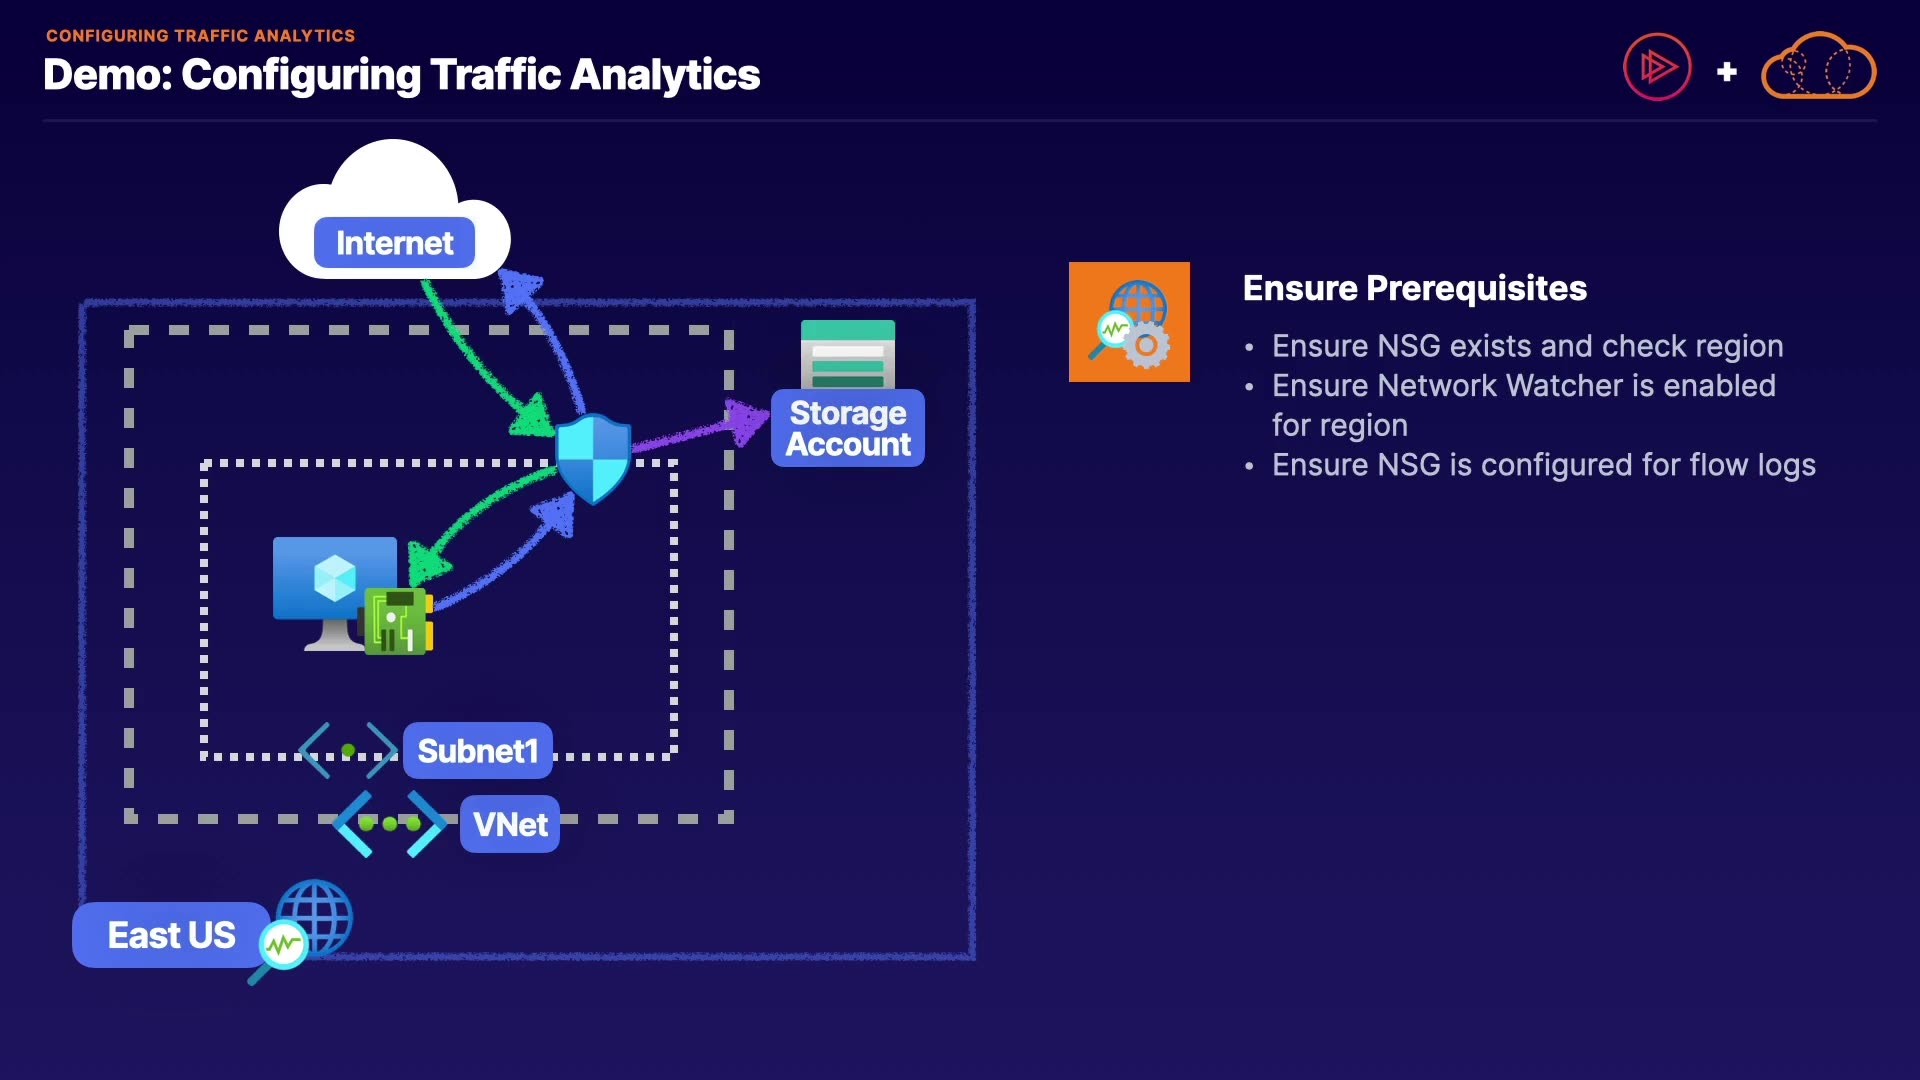 CONFIGURING TRAFFIC ANALYTICS
Demo: Configuring Traffic Analytics
Internet
Storage
Account
Subnet1
VNet
East US
Ensure Prerequisites
• Ensure NSG exists and check region
• Ensure Network Watcher is enabled
for region
• Ensure NSG is configured for flow logs